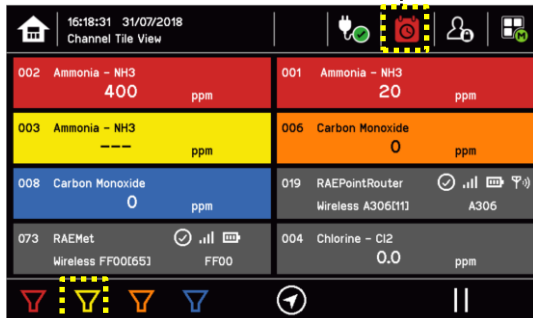 16:18:31 31/07/2018
Channel Tile View
M
002 Ammonia - NH3
400 ppm
001 Ammonia - NH3
20 ppm
003 Ammonia - NH3
--- ppm
006 Carbon Monoxide
0 ppm
008 Carbon Monoxide
0 ppm
019 RAEPointRouter
Wireless A306[11] A306
073 RAEMet
Wireless FF00[65] FF00
004 Chlorine - Cl2
0.0 ppm